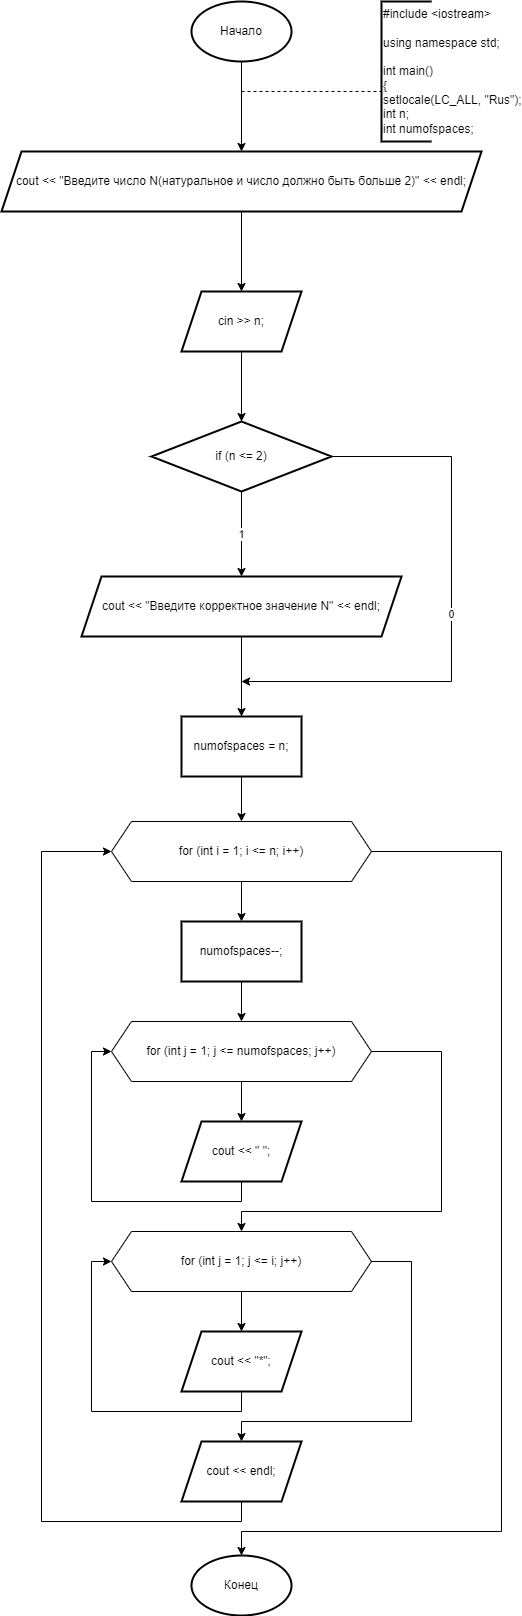 Начало
#include <iostream>
using namespace std;
int main()
{
setlocale(LC_ALL, "Rus");
int n;
int numofspaces;
cout << "Введите число N(натуральное и число должно быть больше 2)" << endl;
cin >> n;
if (n <= 2)
1
cout << "Введите корректное значение N" << endl;
0
numofspaces = n;
for (int i = 1; i <= n; i++)
numofspaces--;
for (int j = 1; j <= numofspaces; j++)
cout << " ";
for (int j = 1; j <= i; j++)
cout << "*";
cout << endl;
Конец